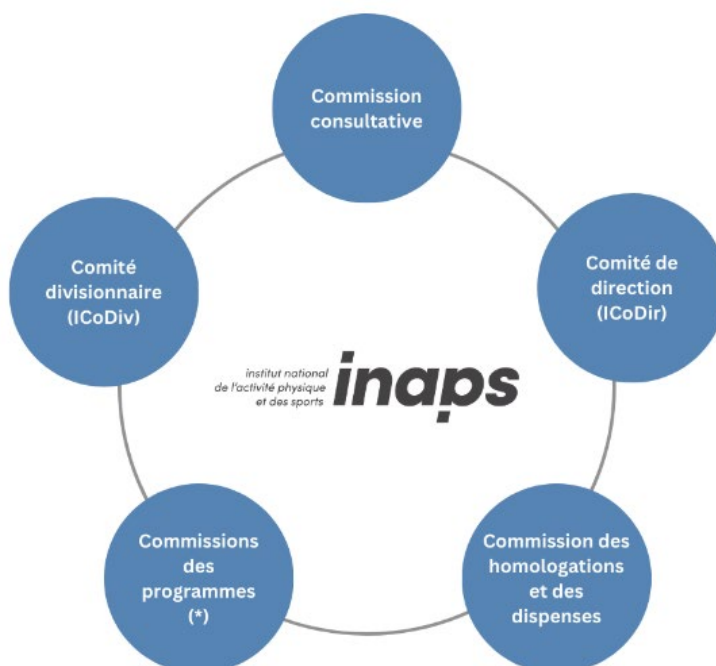 Commission
consultative
Comité
divisionnaire
(ICoDiv)
Comité de
direction
(ICoDir)
institut national
de l'activité physique
et des sports
inaps
Commissions
des
programmes
(*)
Commission des
homologations
et des
dispenses